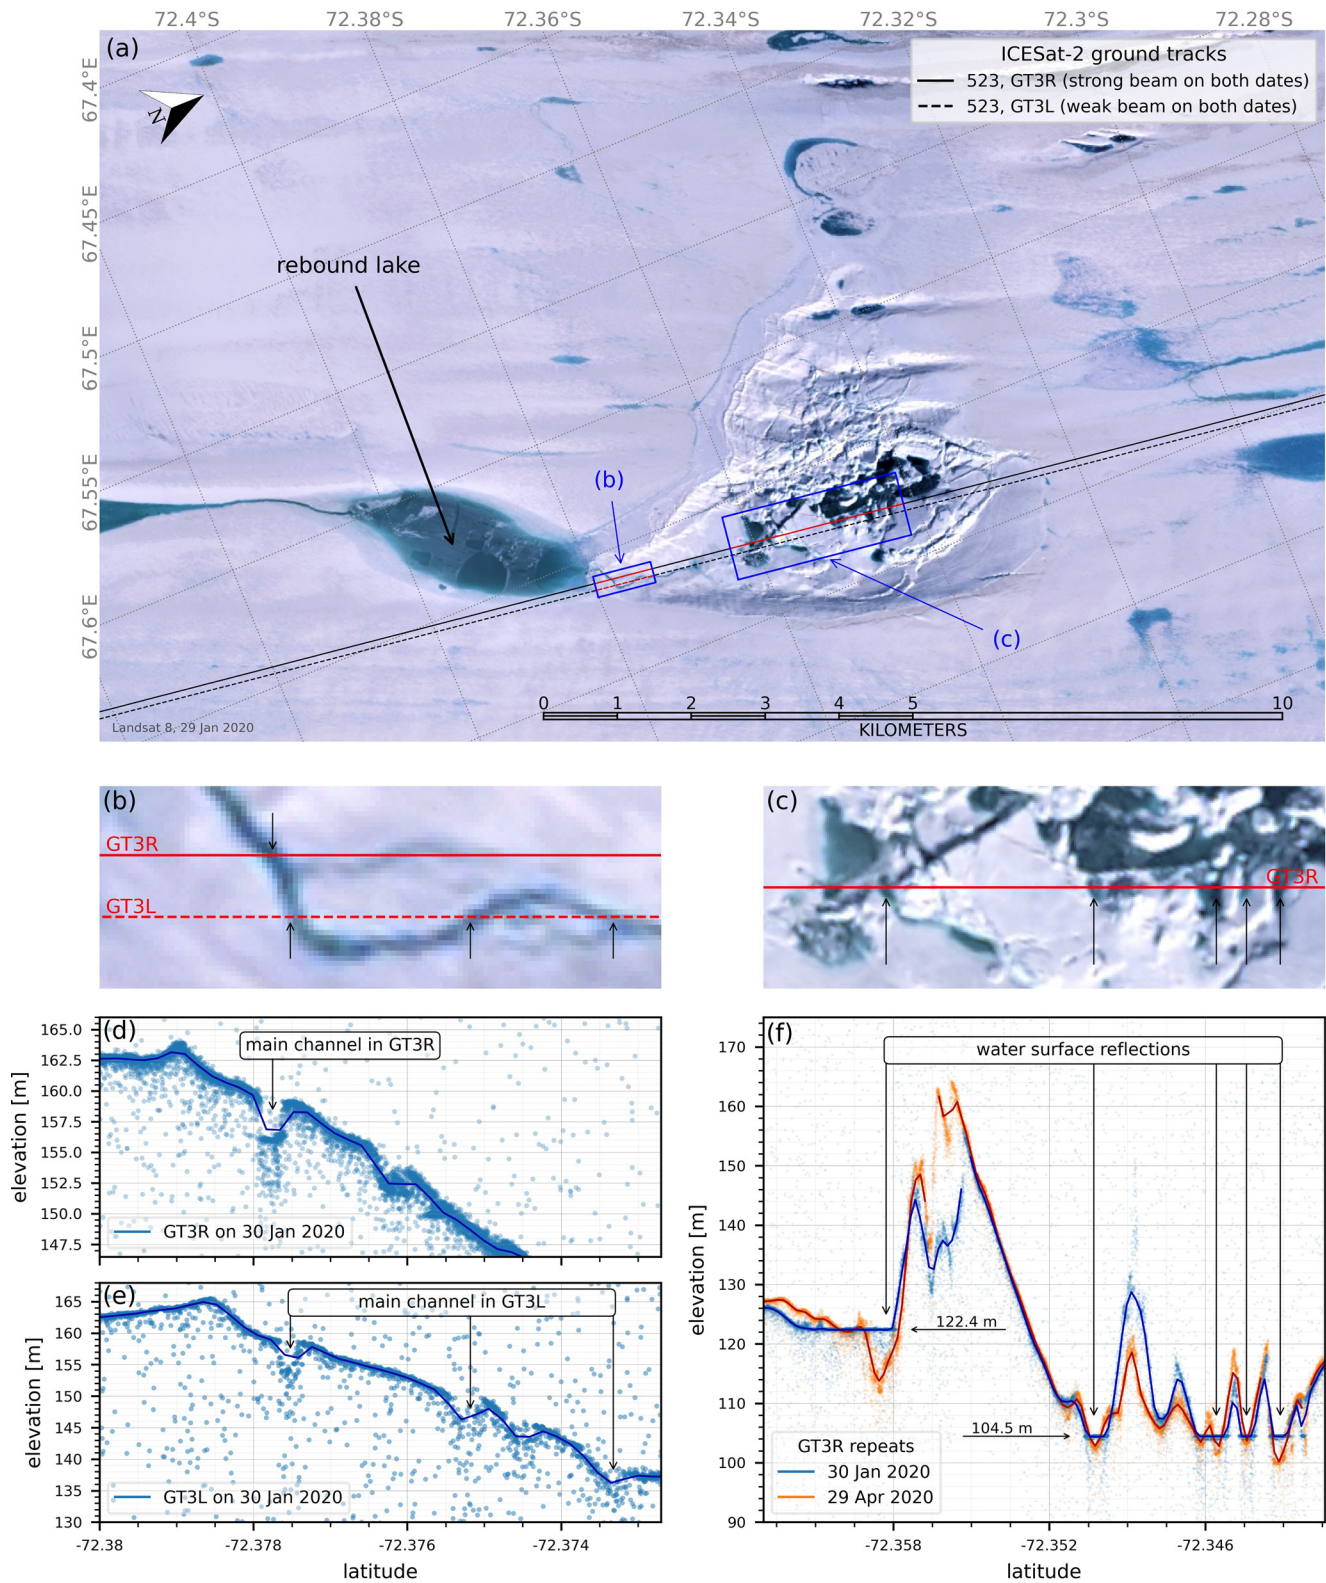 72.4°S 72.38°S 72.36°S 72.34°S 72.32°S 72.3°S 72.28°S
(a)
ICESat-2 ground tracks
523, GT3R (strong beam on both dates)
523, GT3L (weak beam on both dates)
N
67.4°E
67.45°E
67.5°E
67.55°E
67.6°E
rebound lake
(b)
(c)
0 1 2 3 4 5 10
KILOMETERS
Landsat 8, 29 Jan 2020
(b)
GT3R
GT3L
(c)
GT3R
(d)
main channel in GT3R
165.0
162.5
160.0
157.5
155.0
152.5
150.0
147.5
elevation [m]
GT3R on 30 Jan 2020
(e)
main channel in GT3L
165
160
155
150
145
140
135
130
elevation [m]
GT3L on 30 Jan 2020
-72.38 -72.378 -72.376 -72.374
latitude
(f)
water surface reflections
170
160
150
140
130
120
110
100
90
elevation [m]
122.4 m
104.5 m
GT3R repeats
30 Jan 2020
29 Apr 2020
-72.358 -72.352 -72.346
latitude